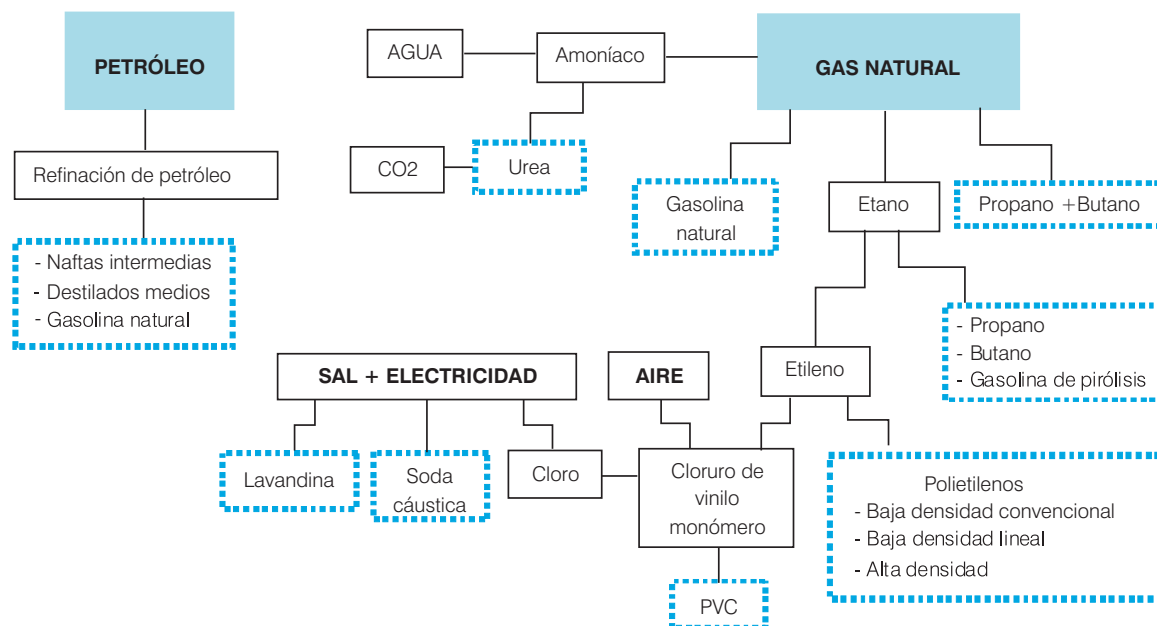 PETRÓLEO
Refinación de petróleo
- Naftas intermedias
- Destilados medios
- Gasolina natural
AGUA
Amoníaco
GAS NATURAL
CO2
Urea
Gasolina
natural
Etano
Propano +Butano
- Propano
- Butano
- Gasolina de pirólisis
Etileno
SAL + ELECTRICIDAD
AIRE
Lavandina
Soda
cáustica
Cloro
Cloruro de
vinilo
monómero
Polietilenos
- Baja densidad convencional
- Baja densidad lineal
- Alta densidad
PVC